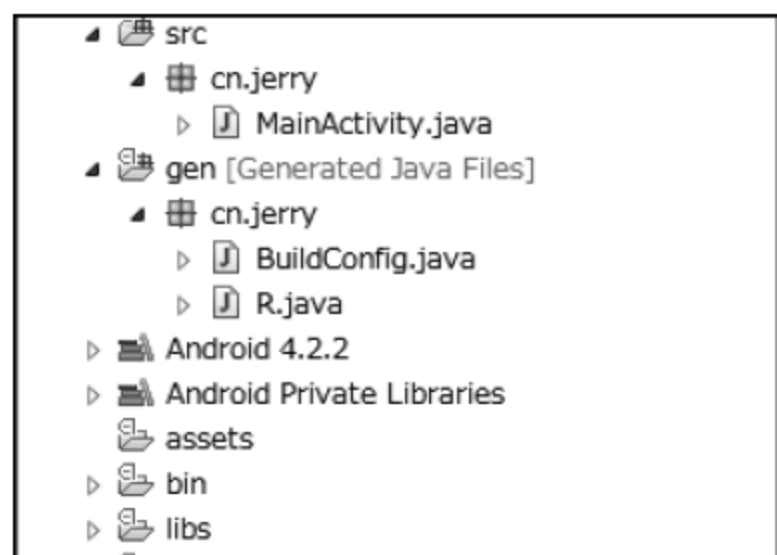 src
cn.jerry
MainActivity.java
gen [Generated Java Files]
cn.jerry
BuildConfig.java
R.java
Android 4.2.2
Android Private Libraries
assets
bin
libs